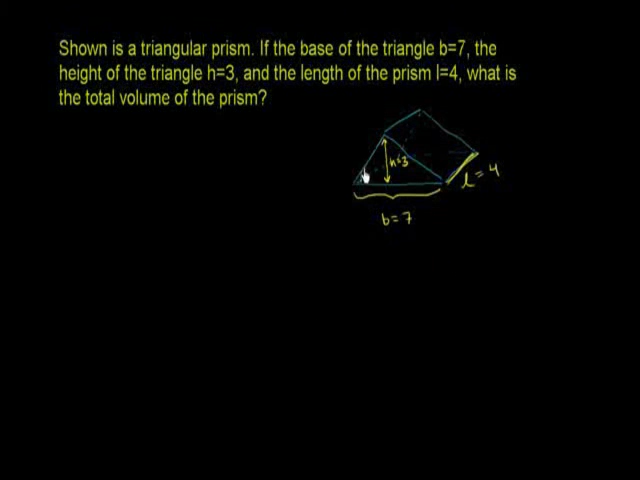 Shown is a triangular prism. If the base of the triangle b=7, the
height of the triangle h=3, and the length of the prism l=4, what is
the total volume of the prism?
h=3
l = 4
b = 7